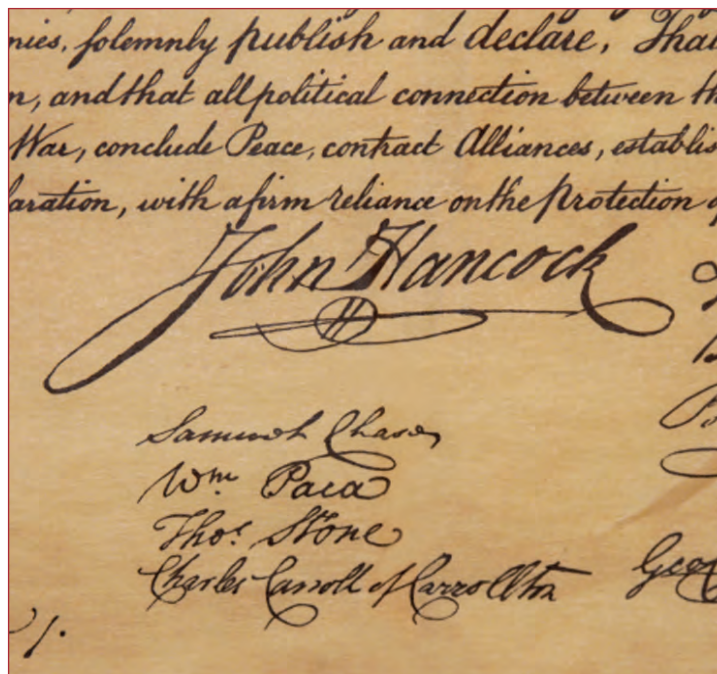 nies, solemnly publish and declare, That
n, and that all political connection between th
War, conclude Peace, contract Alliances, establis
laration, with a firm reliance on the protection o
John Hancock
Samuel Chase
Wm. Paca
Thos. Stone
Charles Carroll of Carrollton
Geo